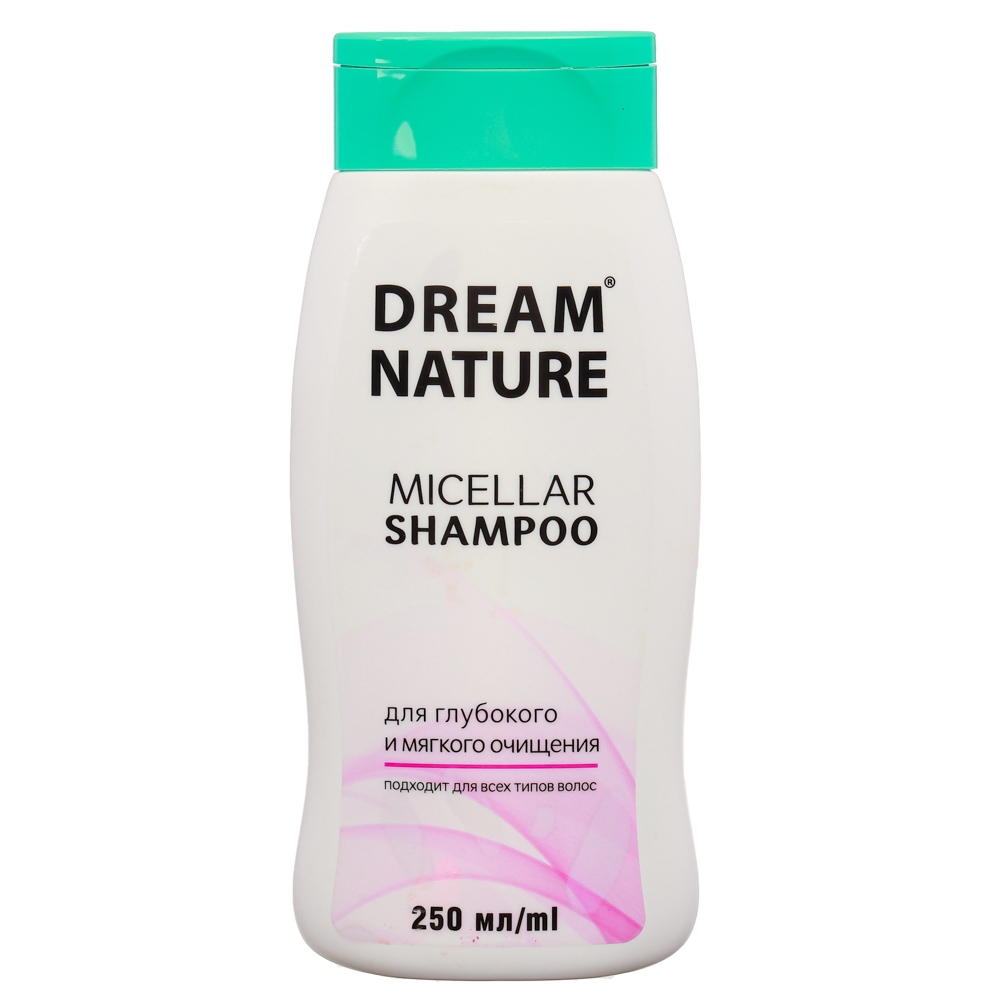 DREAM®
NATURE
MICELLAR
SHAMPOO
для глубокого
и мягкого очищения
подходит для всех типов волос
250 мл/ml